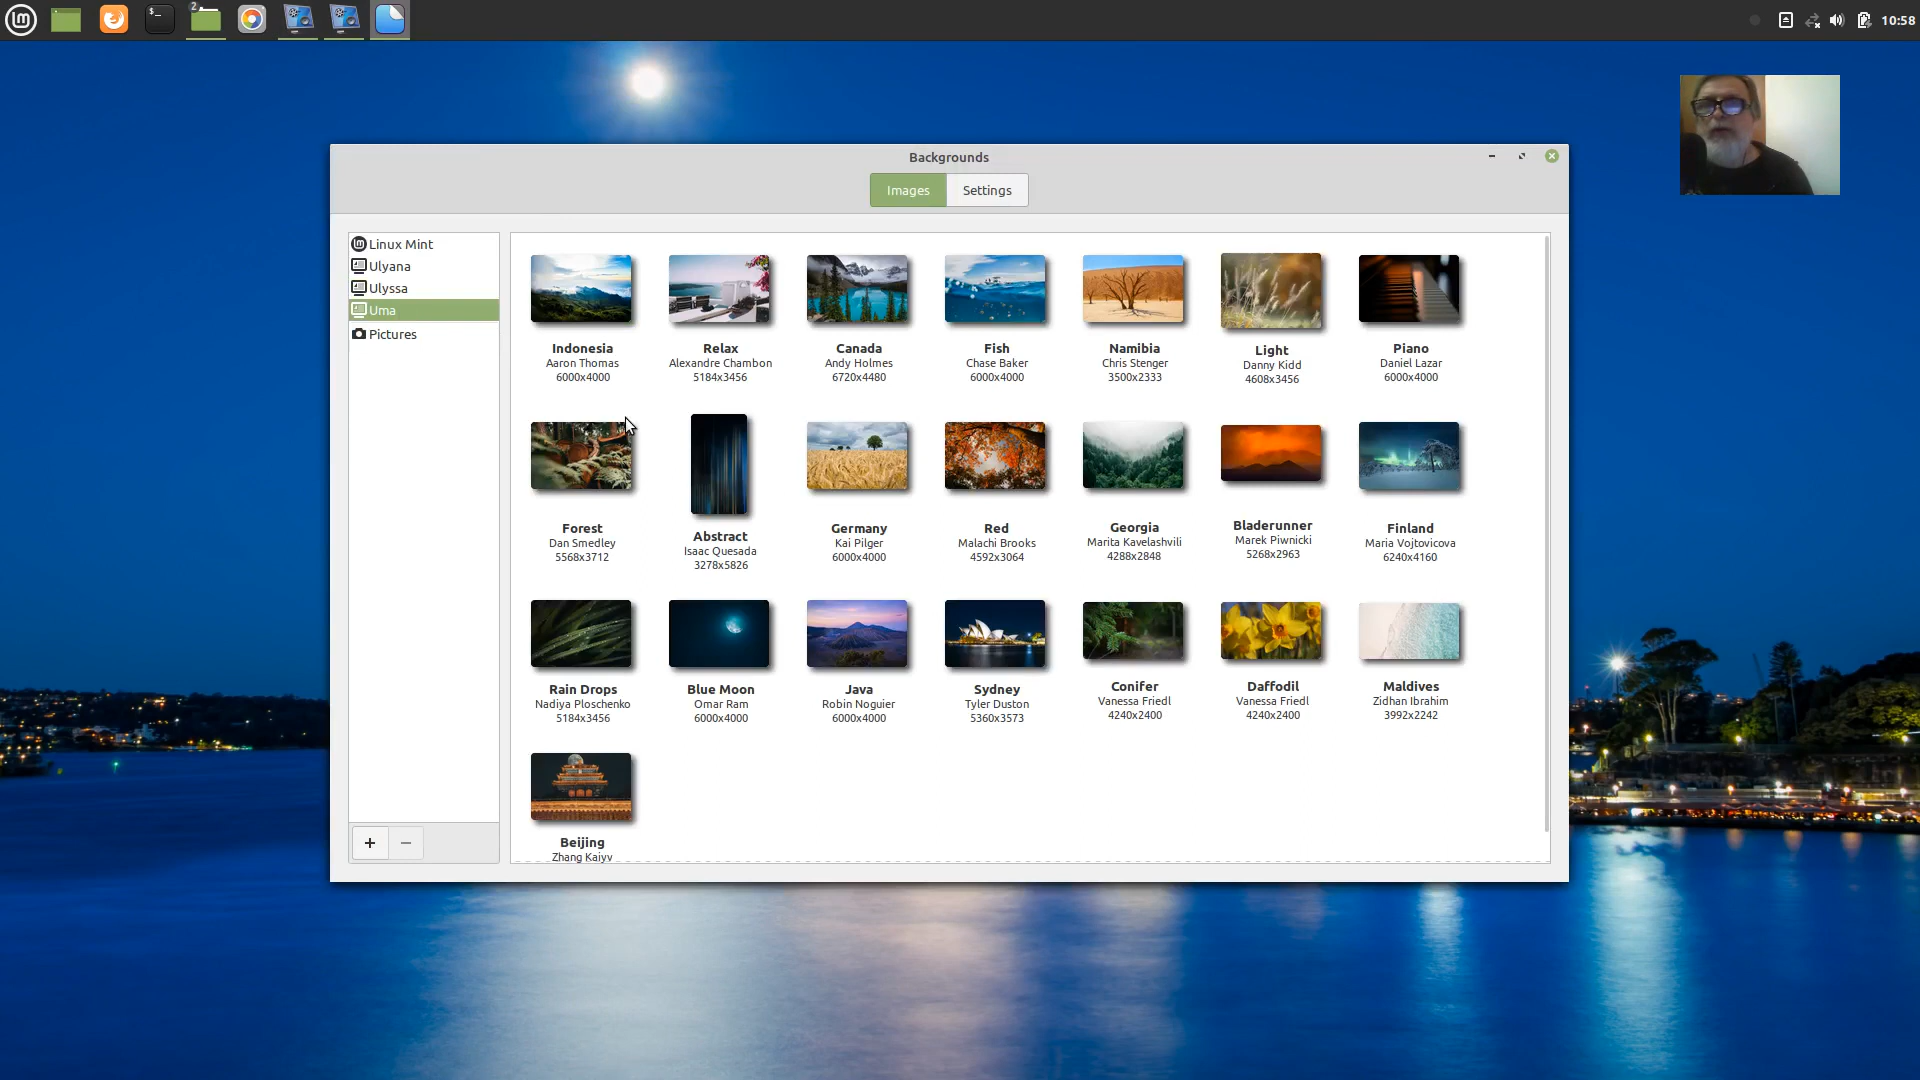 2
10:58
Backgrounds
Images
Settings
Linux Mint
Ulyana
Ulyssa
Uma
Pictures
Indonesia
Aaron Thomas
6000x4000
Relax
Alexandre Chambon
5184x3456
Canada
Andy Holmes
6720x4480
Fish
Chase Baker
6000x4000
Namibia
Chris Stenger
3500x2333
Light
Danny Kidd
4608x3456
Piano
Daniel Lazar
6000x4000
Forest
Dan Smedley
5568x3712
Abstract
Isaac Quesada
3278x5826
Germany
Kai Pilger
6000x4000
Red
Malachi Brooks
4592x3064
Georgia
Marita Kavelashvili
4288x2848
Bladerunner
Marek Piwnicki
5268x2963
Finland
Maria Vojtovicova
6240x4160
Rain Drops
Nadiya Ploschenko
5184x3456
Blue Moon
Omar Ram
6000x4000
Java
Robin Noguier
6000x4000
Sydney
Tyler Duston
5360x3573
Conifer
Vanessa Friedl
4240x2400
Daffodil
Vanessa Friedl
4240x2400
Maldives
Zidhan Ibrahim
3992x2242
Beijing
Zhang Kaiyv